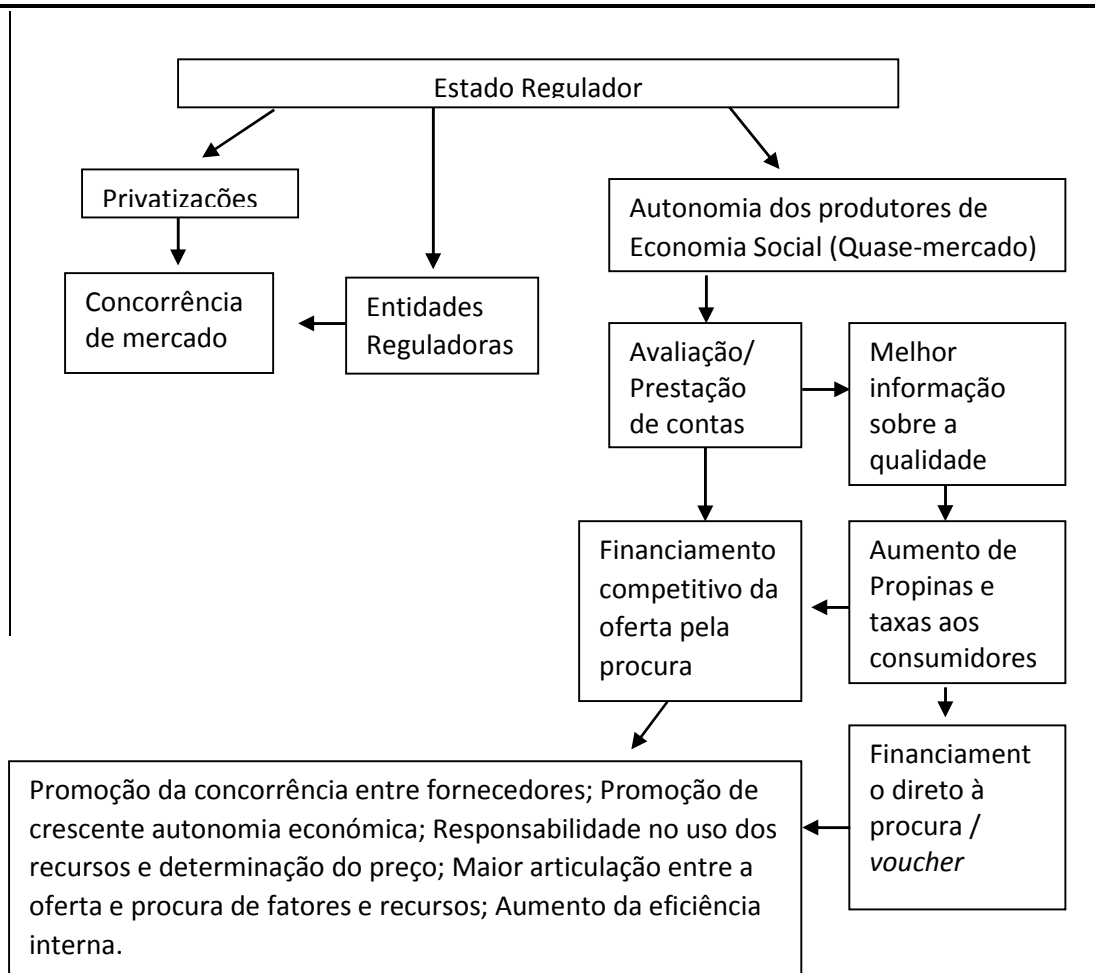 Estado Regulador
Privatizações
Concorrência
de mercado
Entidades
Reguladoras
Autonomia dos produtores de
Economia Social (Quase-mercado)
Avaliação/
Prestação
de contas
Melhor
informação
sobre a
qualidade
Financiamento
competitivo da
oferta pela
procura
Aumento de
Propinas e
taxas aos
consumidores
Financiament
o direto à
procura /
voucher
Promoção da concorrência entre fornecedores; Promoção de
crescente autonomia económica; Responsabilidade no uso dos
recursos e determinação do preço; Maior articulação entre a
oferta e procura de fatores e recursos; Aumento da eficiência
interna.